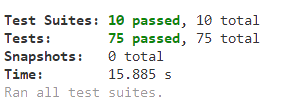 Test Suites: 10 passed, 10 total
Tests: 75 passed, 75 total
Snapshots: 0 total
Time: 15.885 s
Ran all test suites.